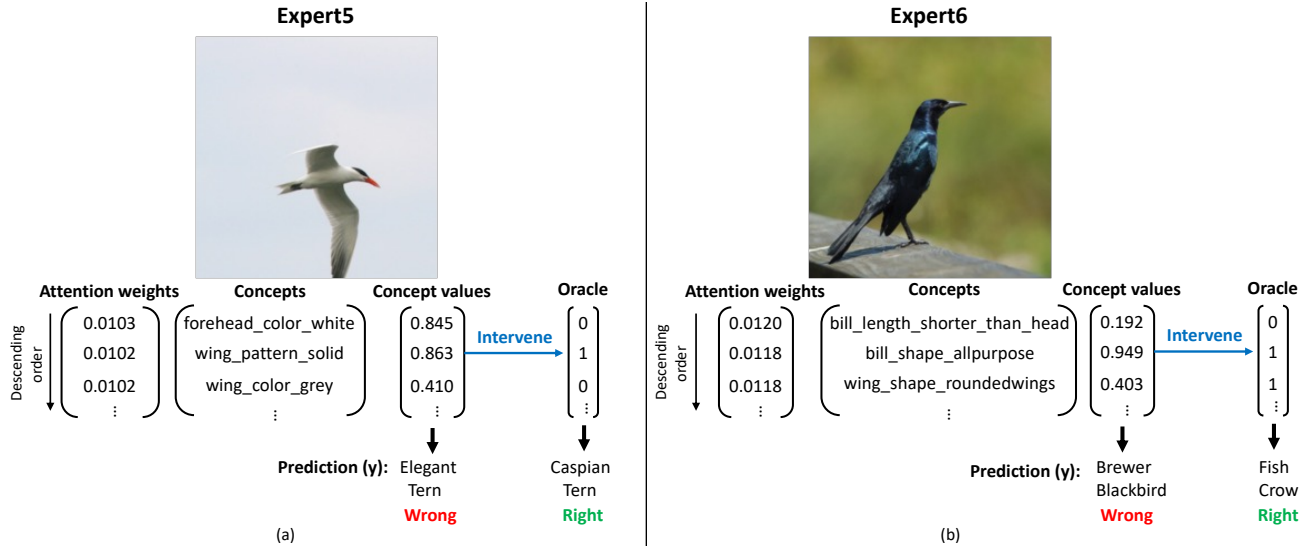 Expert5
Attention weights Concepts Concept values Oracle
Descending order
0.0103 forehead_color_white 0.845 0
Intervene
0.0102 wing_pattern_solid 0.863 1
0.0102 wing_color_grey 0.410 0
... ... ... ...
Prediction (y): Elegant Tern Caspian Tern
Wrong Right
(a)
Expert6
Attention weights Concepts Concept values Oracle
Descending order
0.0120 bill_length_shorter_than_head 0.192 0
Intervene
0.0118 bill_shape_allpurpose 0.949 1
0.0118 wing_shape_roundedwings 0.403 1
... ... ... ...
Prediction (y): Brewer Blackbird Fish Crow
Wrong Right
(b)